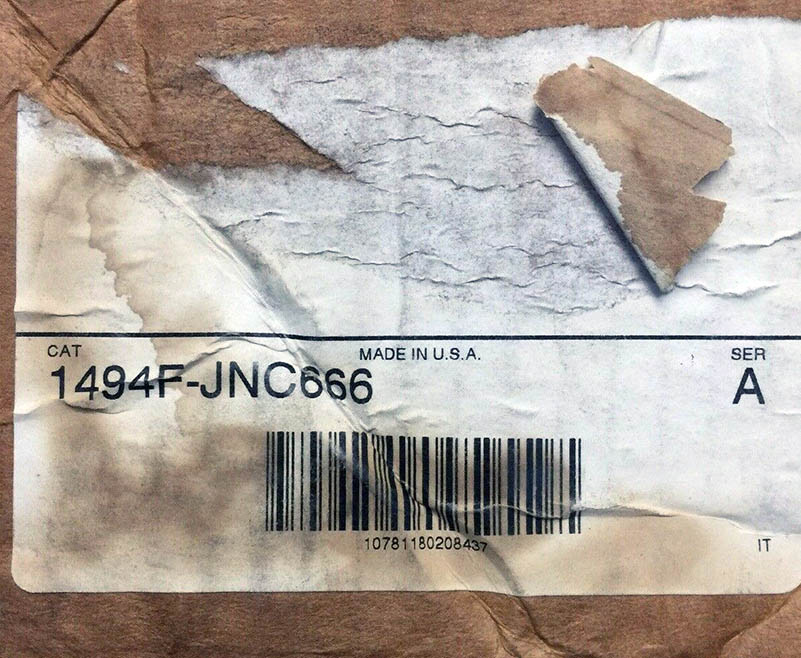 CAT MADE IN U.S.A. SER
1494F-JNC666 A
10781180208437
IT